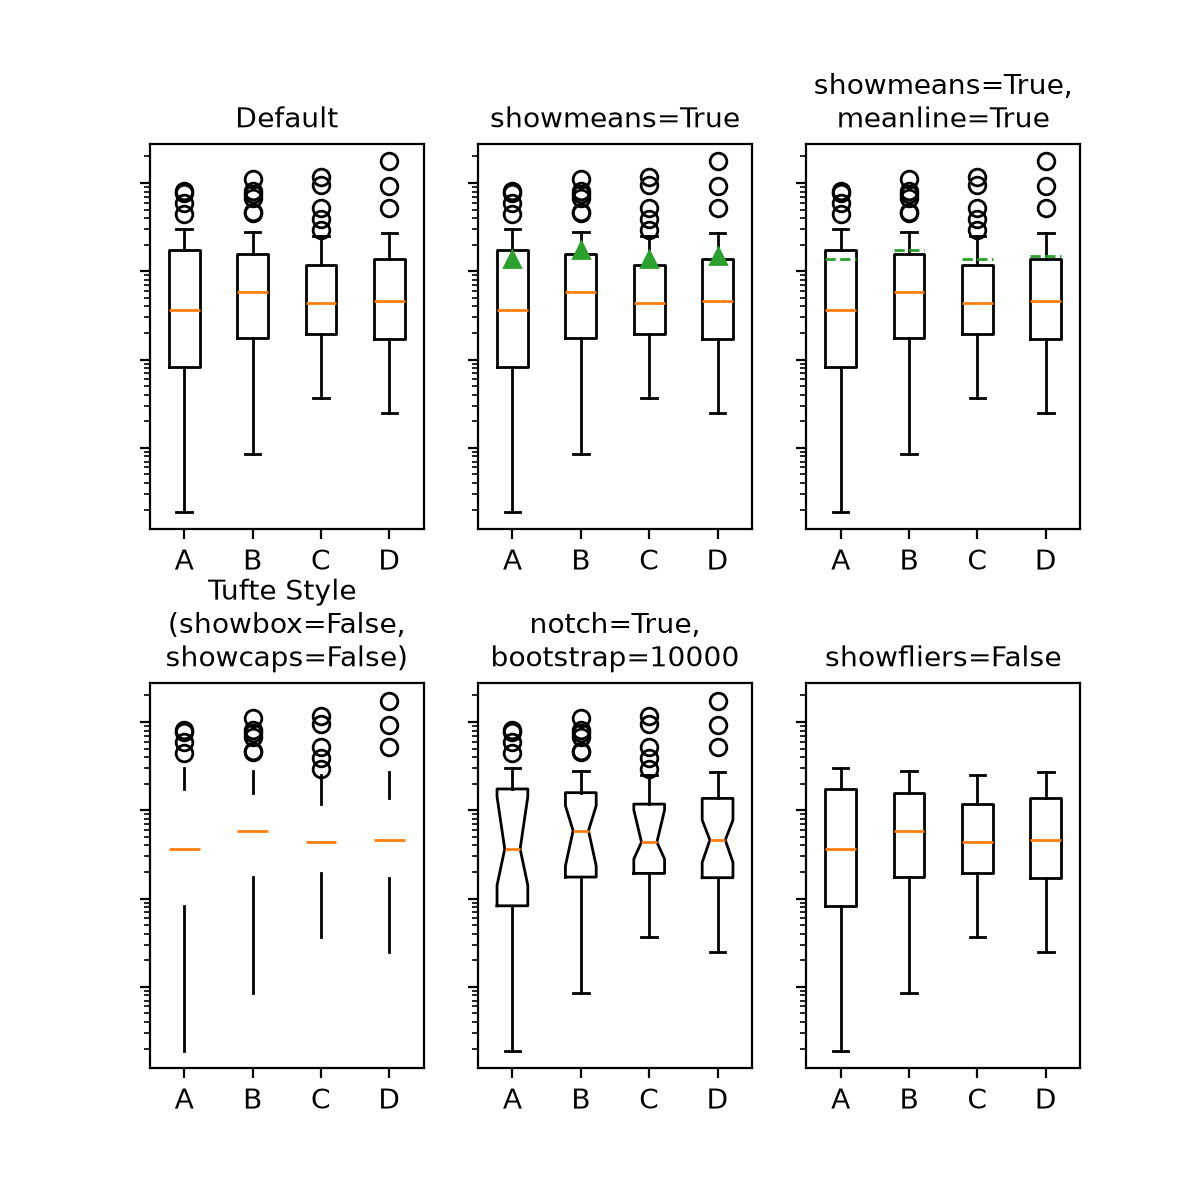 Default
showmeans=True
showmeans=True,
meanline=True
A B C D
A B C D
A B C D
Tufte Style
(showbox=False,
showcaps=False)
notch=True,
bootstrap=10000
showfliers=False
A B C D
A B C D
A B C D